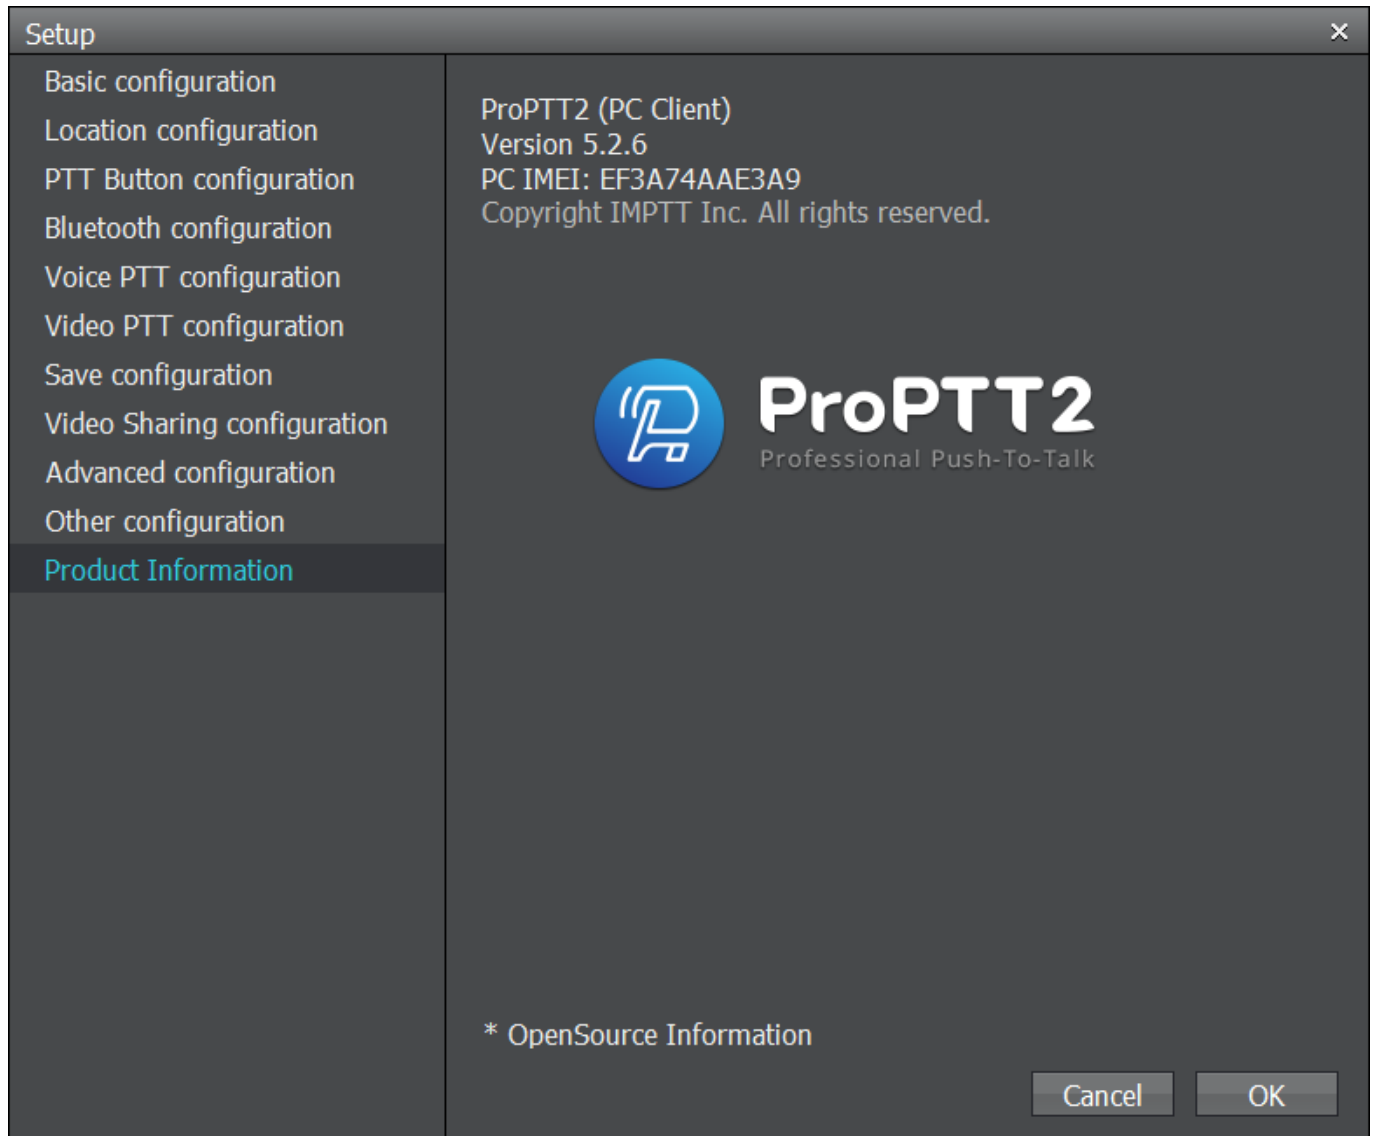 Setup
Basic configuration
Location configuration
PTT Button configuration
Bluetooth configuration
Voice PTT configuration
Video PTT configuration
Save configuration
Video Sharing configuration
Advanced configuration
Other configuration
Product Information
ProPTT2 (PC Client)
Version 5.2.6
PC IMEI: EF3A74AAE3A9
Copyright IMPTT Inc. All rights reserved.
ProPTT2
Professional Push-To-Talk
* OpenSource Information
Cancel
OK